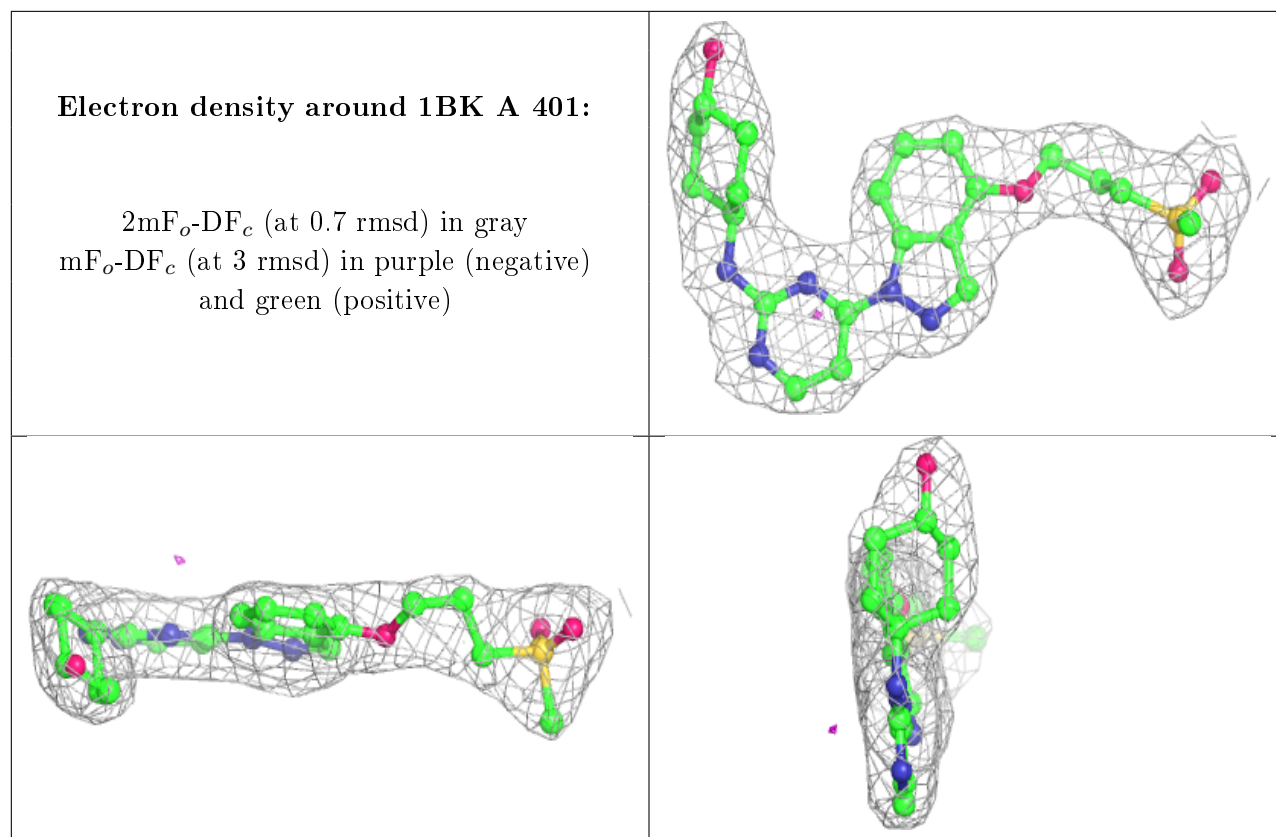 Electron density around 1BK A 401:
2mFo-DFc (at 0.7 rmsd) in gray
mFo-DFc (at 3 rmsd) in purple (negative)
and green (positive)